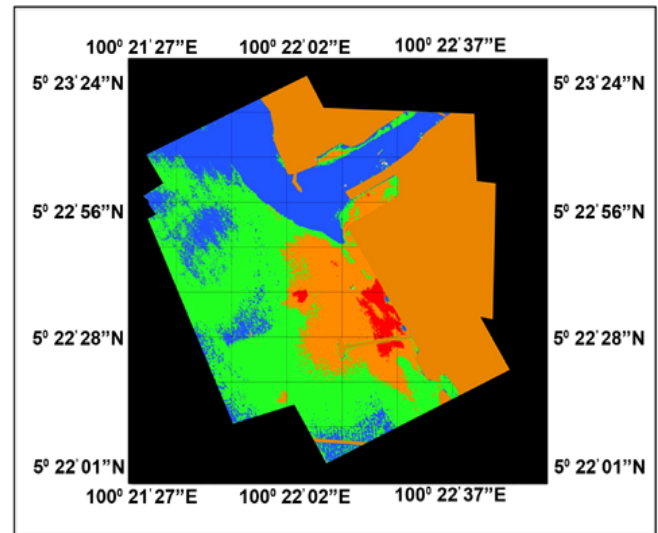 100⁰ 21'27”E 100⁰ 22'02”E 100⁰ 22'37”E
5⁰ 23'24”N 5⁰ 23'24”N
5⁰ 22'56”N 5⁰ 22'56”N
5⁰ 22'28”N 5⁰ 22'28”N
5⁰ 22'01”N 5⁰ 22'01”N
100⁰ 21'27”E 100⁰ 22'02”E 100⁰ 22'37”E